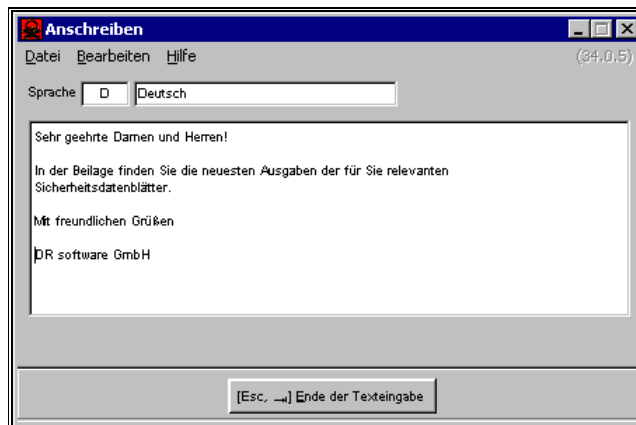 Anschreiben
Datei Bearbeiten Hilfe (34.0.5)
Sprache D Deutsch
Sehr geehrte Damen und Herren!
In der Beilage finden Sie die neuesten Ausgaben der für Sie relevanten
Sicherheitsdatenblätter.
Mit freundlichen Grüßen
DR software GmbH
[Esc, →] Ende der Texteingabe